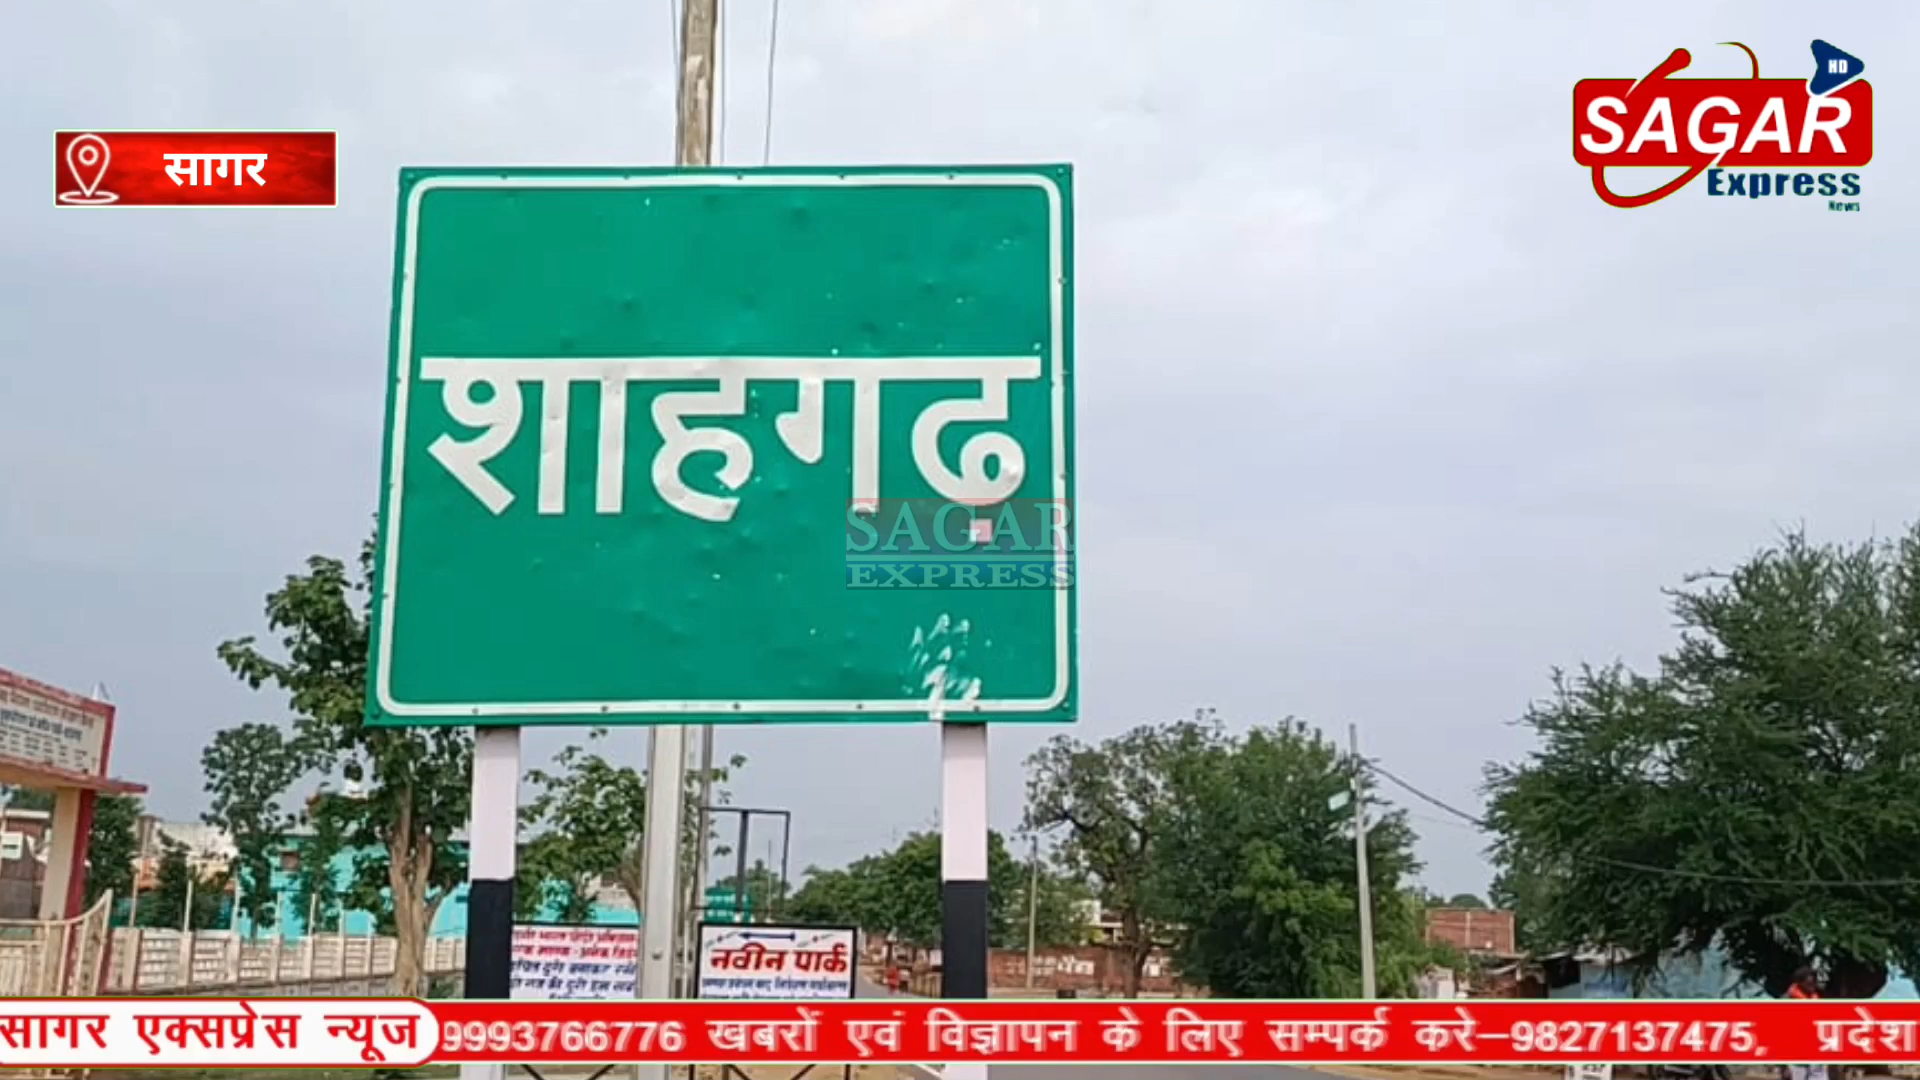 सागर
HD
SAGAR
Express
News
शाहगढ़
SAGAR
EXPRESS
नवीन पार्क
सागर एक्सप्रेस न्यूज
9993766776 खबरों एवं विज्ञापन के लिए सम्पर्क करे-9827137475, प्रदेश